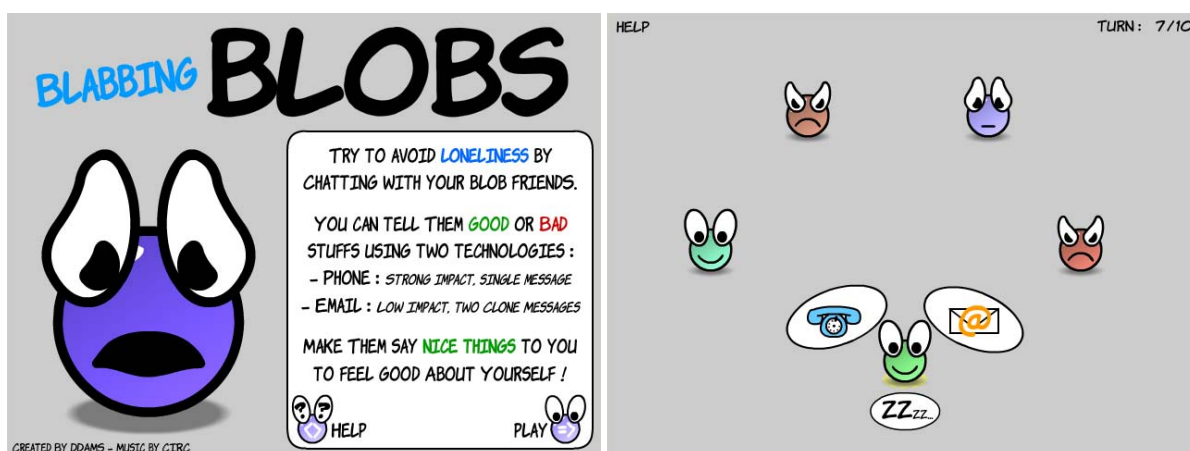 BLABBING BLOBS
TRY TO AVOID LONELINESS BY
CHATTING WITH YOUR BLOB FRIENDS.
YOU CAN TELL THEM GOOD OR BAD
STUFFS USING TWO TECHNOLOGIES :
- PHONE : STRONG IMPACT, SINGLE MESSAGE
- EMAIL : LOW IMPACT, TWO CLONE MESSAGES
MAKE THEM SAY NICE THINGS TO YOU
TO FEEL GOOD ABOUT YOURSELF !
? ?
HELP
PLAY
CREATED BY DDAMS - MUSIC BY CIRC
HELP
TURN : 7/10
@
ZZZZ...